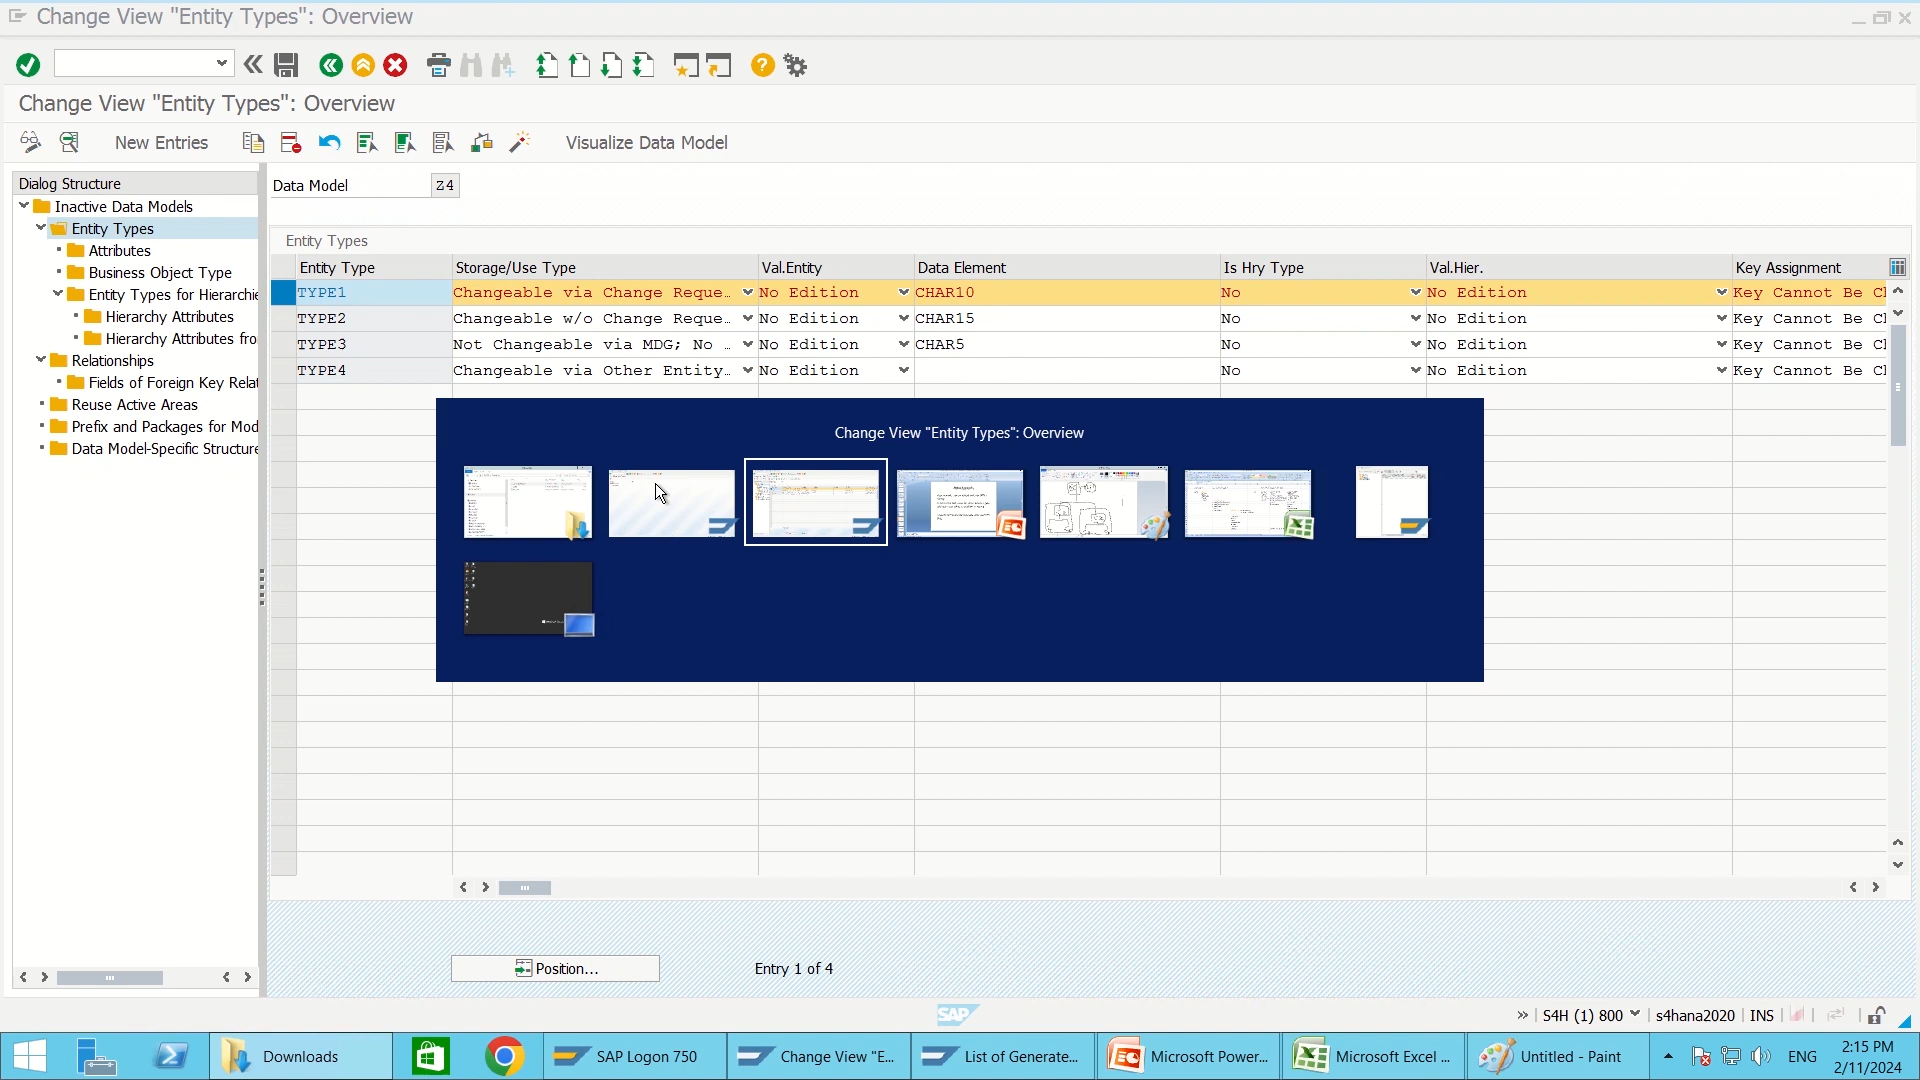 Change View "Entity Types": Overview
Change View "Entity Types": Overview
New Entries
Visualize Data Model
Dialog Structure
Inactive Data Models
Entity Types
Attributes
Business Object Type
Entity Types for Hierarchie
Hierarchy Attributes
Hierarchy Attributes fro
Relationships
Fields of Foreign Key Relat
Reuse Active Areas
Prefix and Packages for Mod
Data Model-Specific Structure
Data Model Z4
Entity Types
Entity Type Storage/Use Type Val.Entity Data Element Is Hry Type Val.Hier. Key Assignment
TYPE1 Changeable via Change Reque… No Edition CHAR10 No No Edition Key Cannot Be Cl
TYPE2 Changeable w/o Change Reque… No Edition CHAR15 No No Edition Key Cannot Be Cl
TYPE3 Not Changeable via MDG; No … No Edition CHAR5 No No Edition Key Cannot Be Cl
TYPE4 Changeable via Other Entity… No Edition No No Edition Key Cannot Be Cl
Change View "Entity Types": Overview
Position...
Entry 1 of 4
SAP
S4H (1) 800 s4hana2020 INS
Downloads
SAP Logon 750
Change View "E...
List of Generate...
Microsoft Power...
Microsoft Excel ...
Untitled - Paint
ENG
2:15 PM
2/11/2024